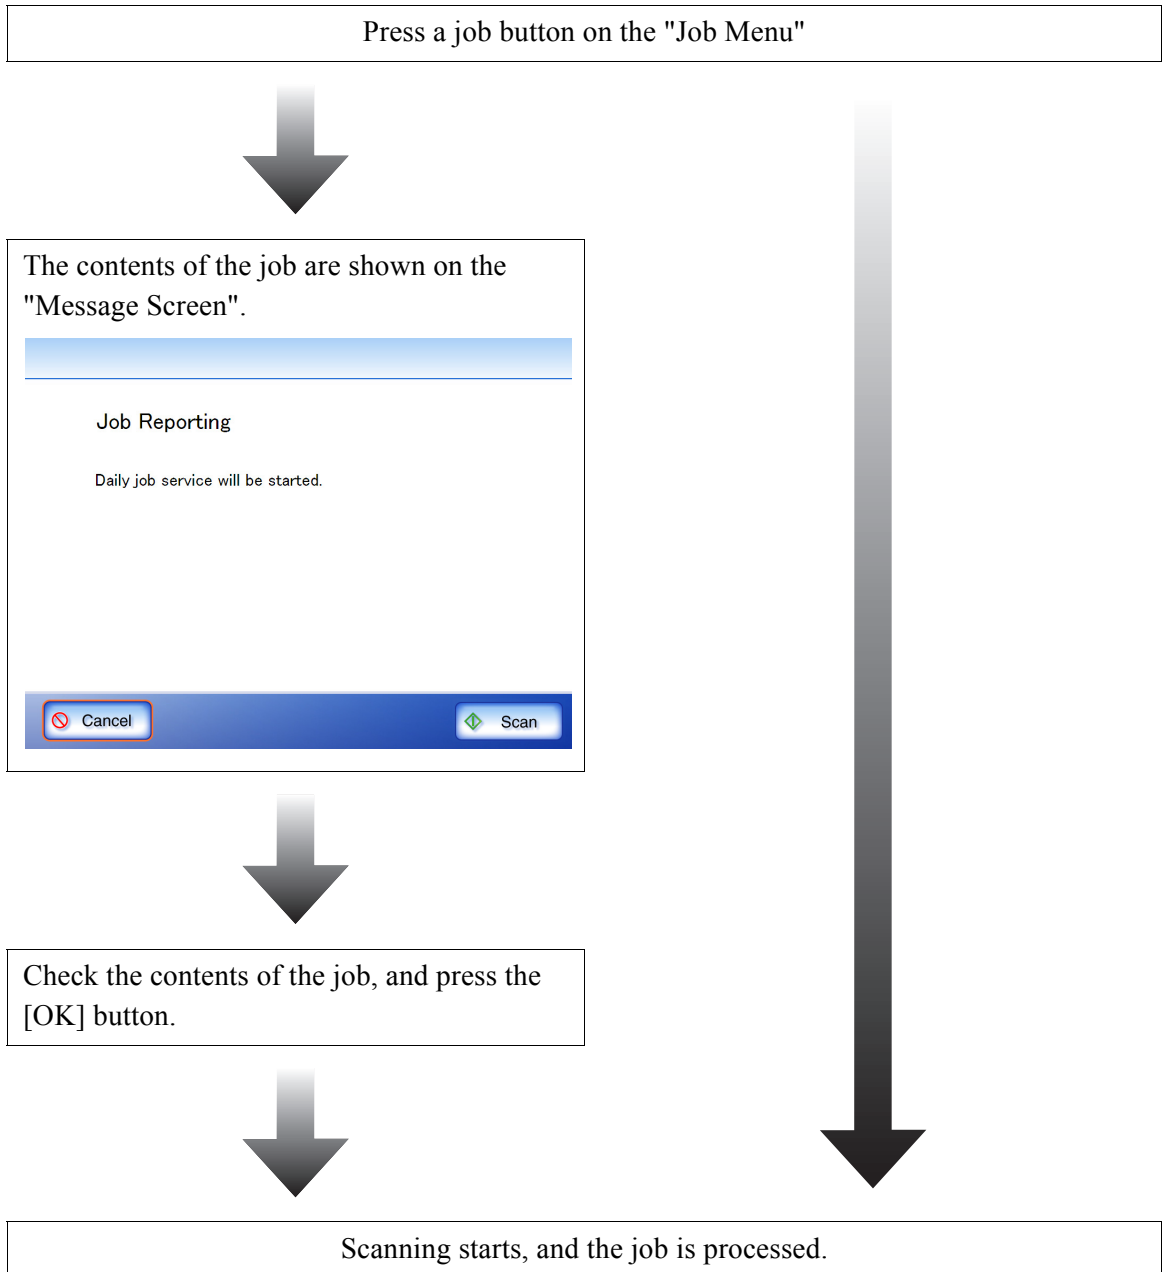 Press a job button on the "Job Menu"
The contents of the job are shown on the
"Message Screen".
Job Reporting
Daily job service will be started.
Cancel
Scan
Check the contents of the job, and press the
[OK] button.
Scanning starts, and the job is processed.